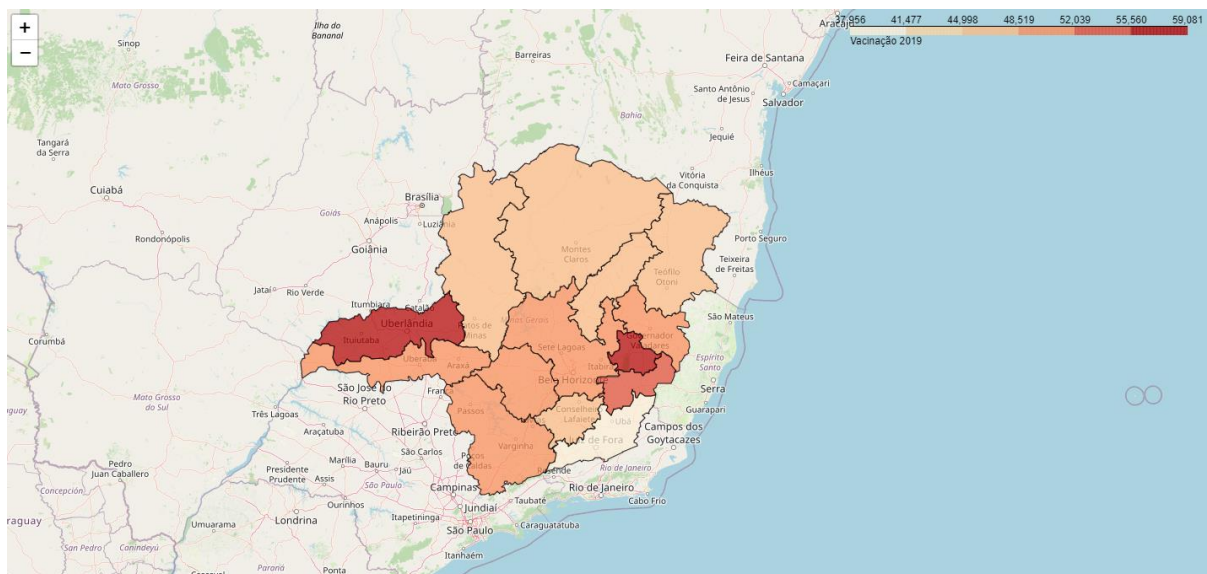 +
−
37,956 41,477 44,998 48,519 52,039 55,560 59,081
Vacinação 2019
Ilha do
Bananal
Sinop
Barreiras
Feira de Santana
Camaçari
Santo Antônio
de Jesus
Salvador
Mato Grosso
Bahia
Tangará
da Serra
Jequié
Ilhéus
Vitória
da Conquista
Cuiabá
Brasília
Goiás
Anápolis
Luziânia
Rondonópolis
Goiânia
Montes
Claros
Porto Seguro
Teixeira
de Freitas
Teófilo
Otoni
Jataí
Rio Verde
Itumbiara
Catalão
Uberlândia
Ituiutaba
Patos de
Minas
Minas Gerais
São Mateus
Governador
Valadares
Corumbá
Sete Lagoas
Espírito
Santo
Uberaba
Araxá
Itabira
Belo Horizonte
Serra
São José do
Rio Preto
Franca
Mato Grosso
do Sul
Três Lagoas
Passos
Conselheiro
Lafaiete
Ubá
Guarapari
Araçatuba
Ribeirão Preto
Varginha
Juiz de Fora
Campos dos
Goytacazes
São Carlos
Marília
Bauru
Jaú
Poços
de Caldas
Pedro
Juan Caballero
Presidente
Prudente
Assis
São Paulo
Resende
Rio de Janeiro
Rio de Janeiro
Cabo Frio
Concepción
Campinas
Taubaté
Ourinhos
Jundiaí
Londrina
Itapetininga
São Paulo
Caraguatatuba
Umuarama
San Pedro
Canindeyú
Itanhaém
Paraná
Ponta